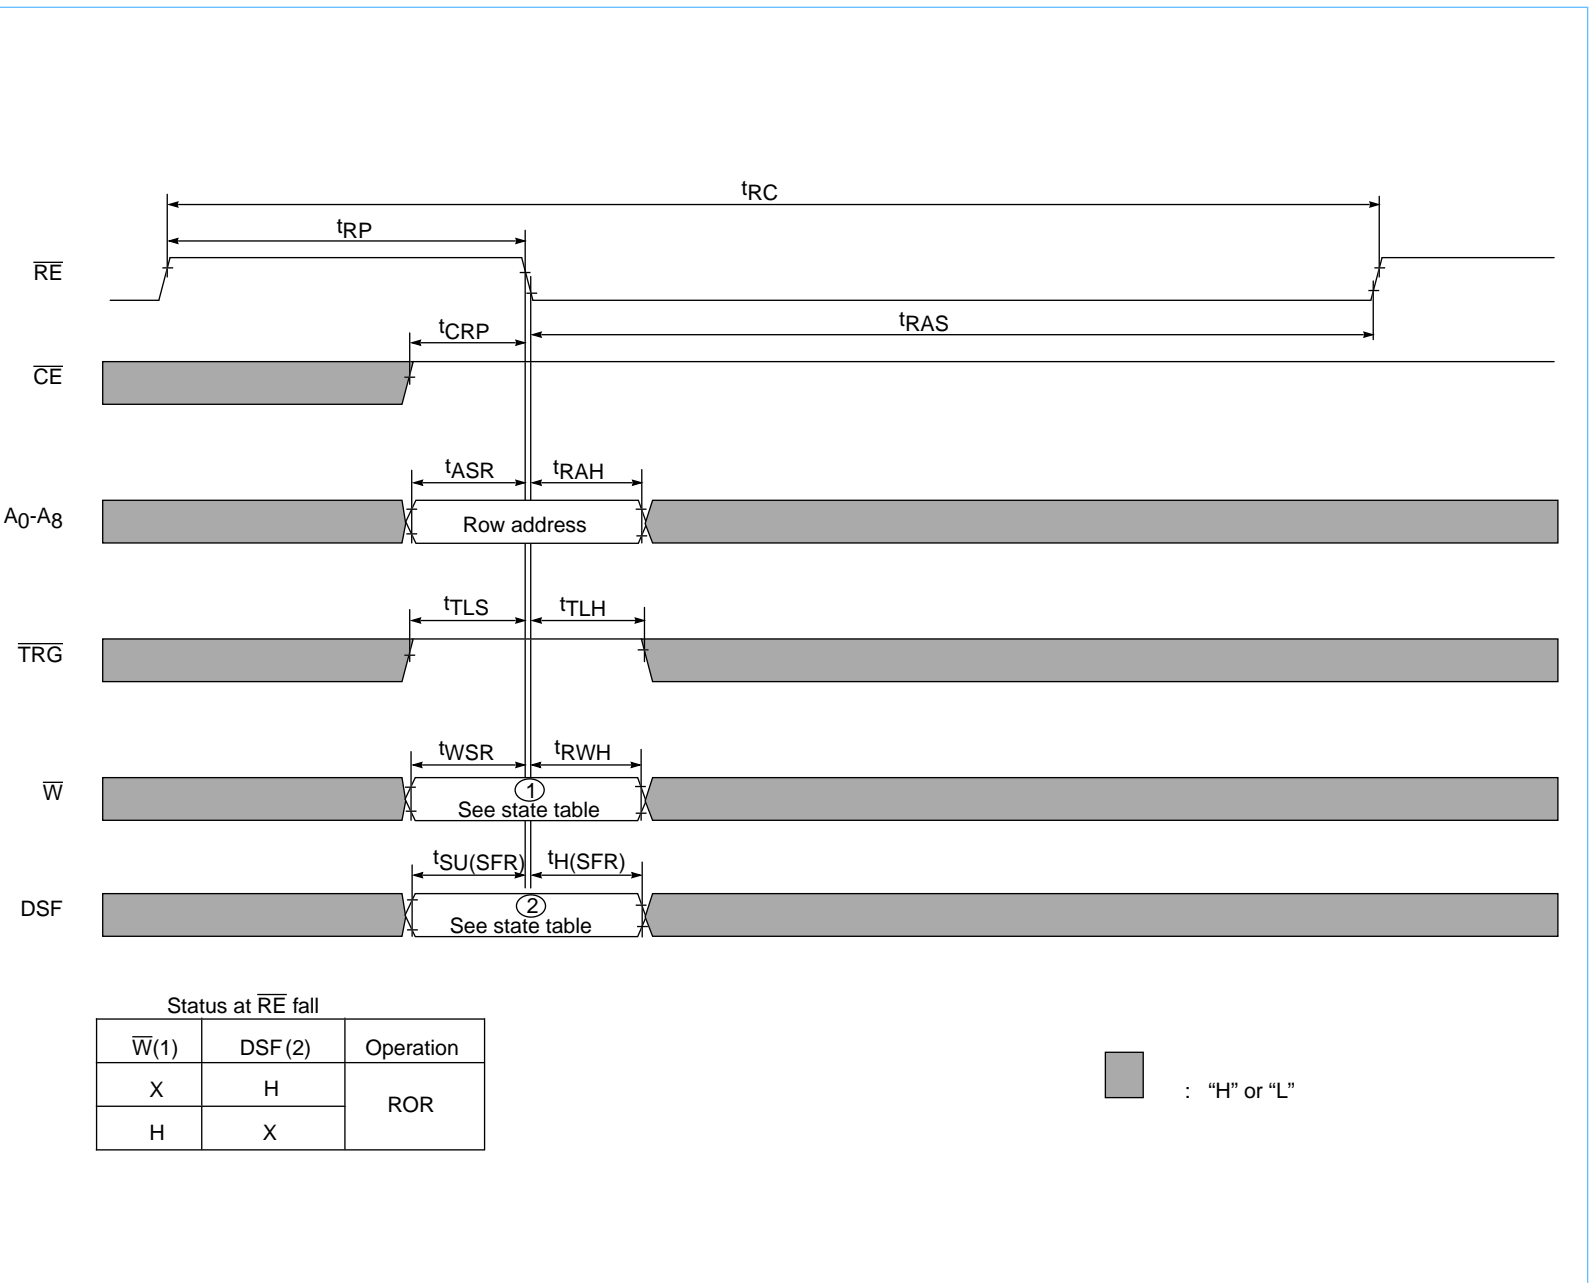 tRC
tRP
RE
tCRP
tRAS
CE
tASR
tRAH
A0-A8
Row address
tTLS
tTLH
TRG
tWSR
tRWH
W
1
See state table
tSU(SFR)
tH(SFR)
DSF
2
See state table
Status at RE fall
W(1) DSF(2) Operation
X H
ROR
H X
: “H” or “L”